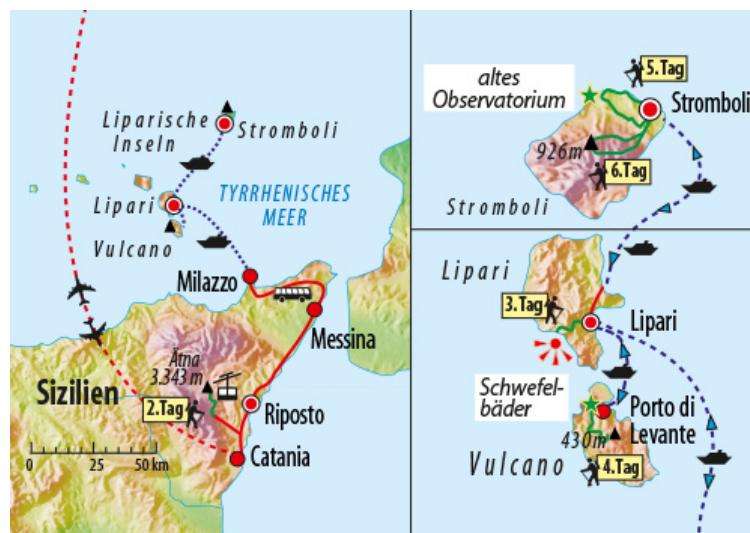 Liparische
Inseln
Stromboli
TYRRHENISCHES
MEER
Lipari
Vulcano
Milazzo
Messina
Ätna
3.343 m
Sizilien
2.Tag
Riposto
0 25 50 km
Catania
5.Tag
altes
Observatorium
Stromboli
926m
6.Tag
Stromboli
Lipari
3.Tag
Lipari
Schwefel-
bäder
Porto di
Levante
430m
Vulcano
4.Tag